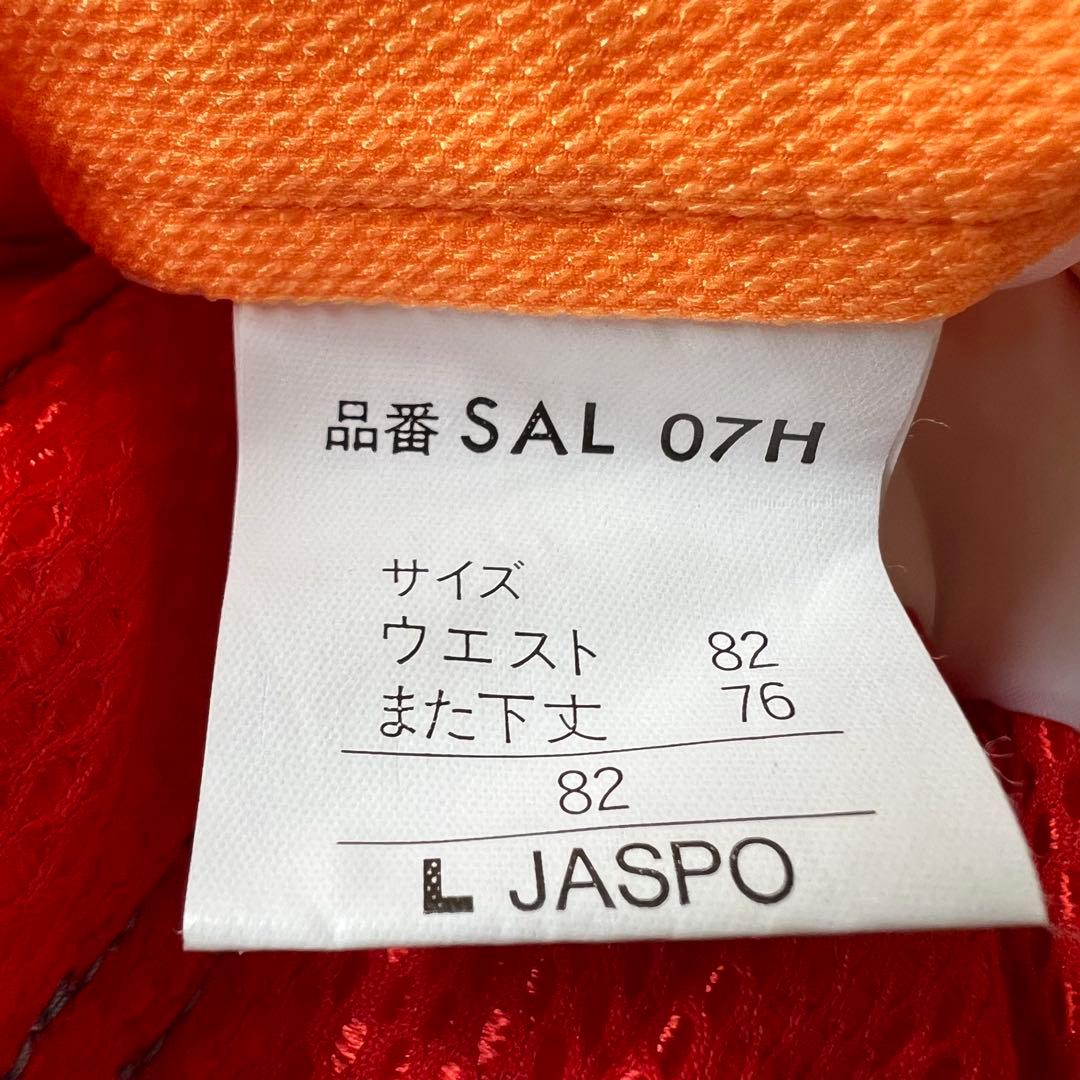 品番 SAL 07H
サイズ
ウエスト 82
また下丈 76
82
L JASPO